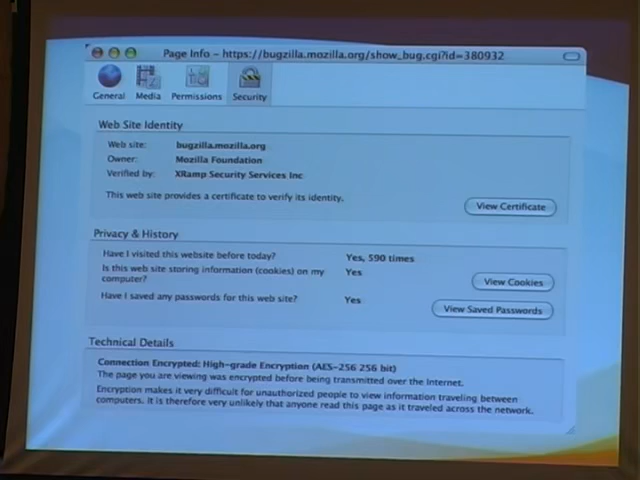 Page Info – https://bugzilla.mozilla.org/show_bug.cgi?id=380932
General Media Permissions Security
Web Site Identity
Web site: bugzilla.mozilla.org
Owner: Mozilla Foundation
Verified by: XRamp Security Services Inc
This web site provides a certificate to verify its identity.
View Certificate
Privacy & History
Have I visited this website before today? Yes, 590 times
Is this web site storing information (cookies) on my computer? Yes View Cookies
Have I saved any passwords for this web site? Yes View Saved Passwords
Technical Details
Connection Encrypted: High-grade Encryption (AES-256 256 bit)
The page you are viewing was encrypted before being transmitted over the Internet.
Encryption makes it very difficult for unauthorized people to view information traveling between
computers. It is therefore very unlikely that anyone read this page as it traveled across the network.